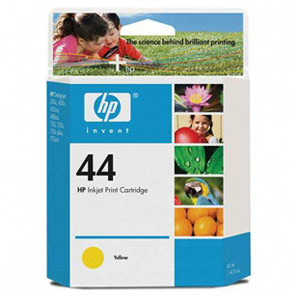 The science behind brilliant printing.
hp
invent
44
HP Inkjet Print Cartridge
Yellow